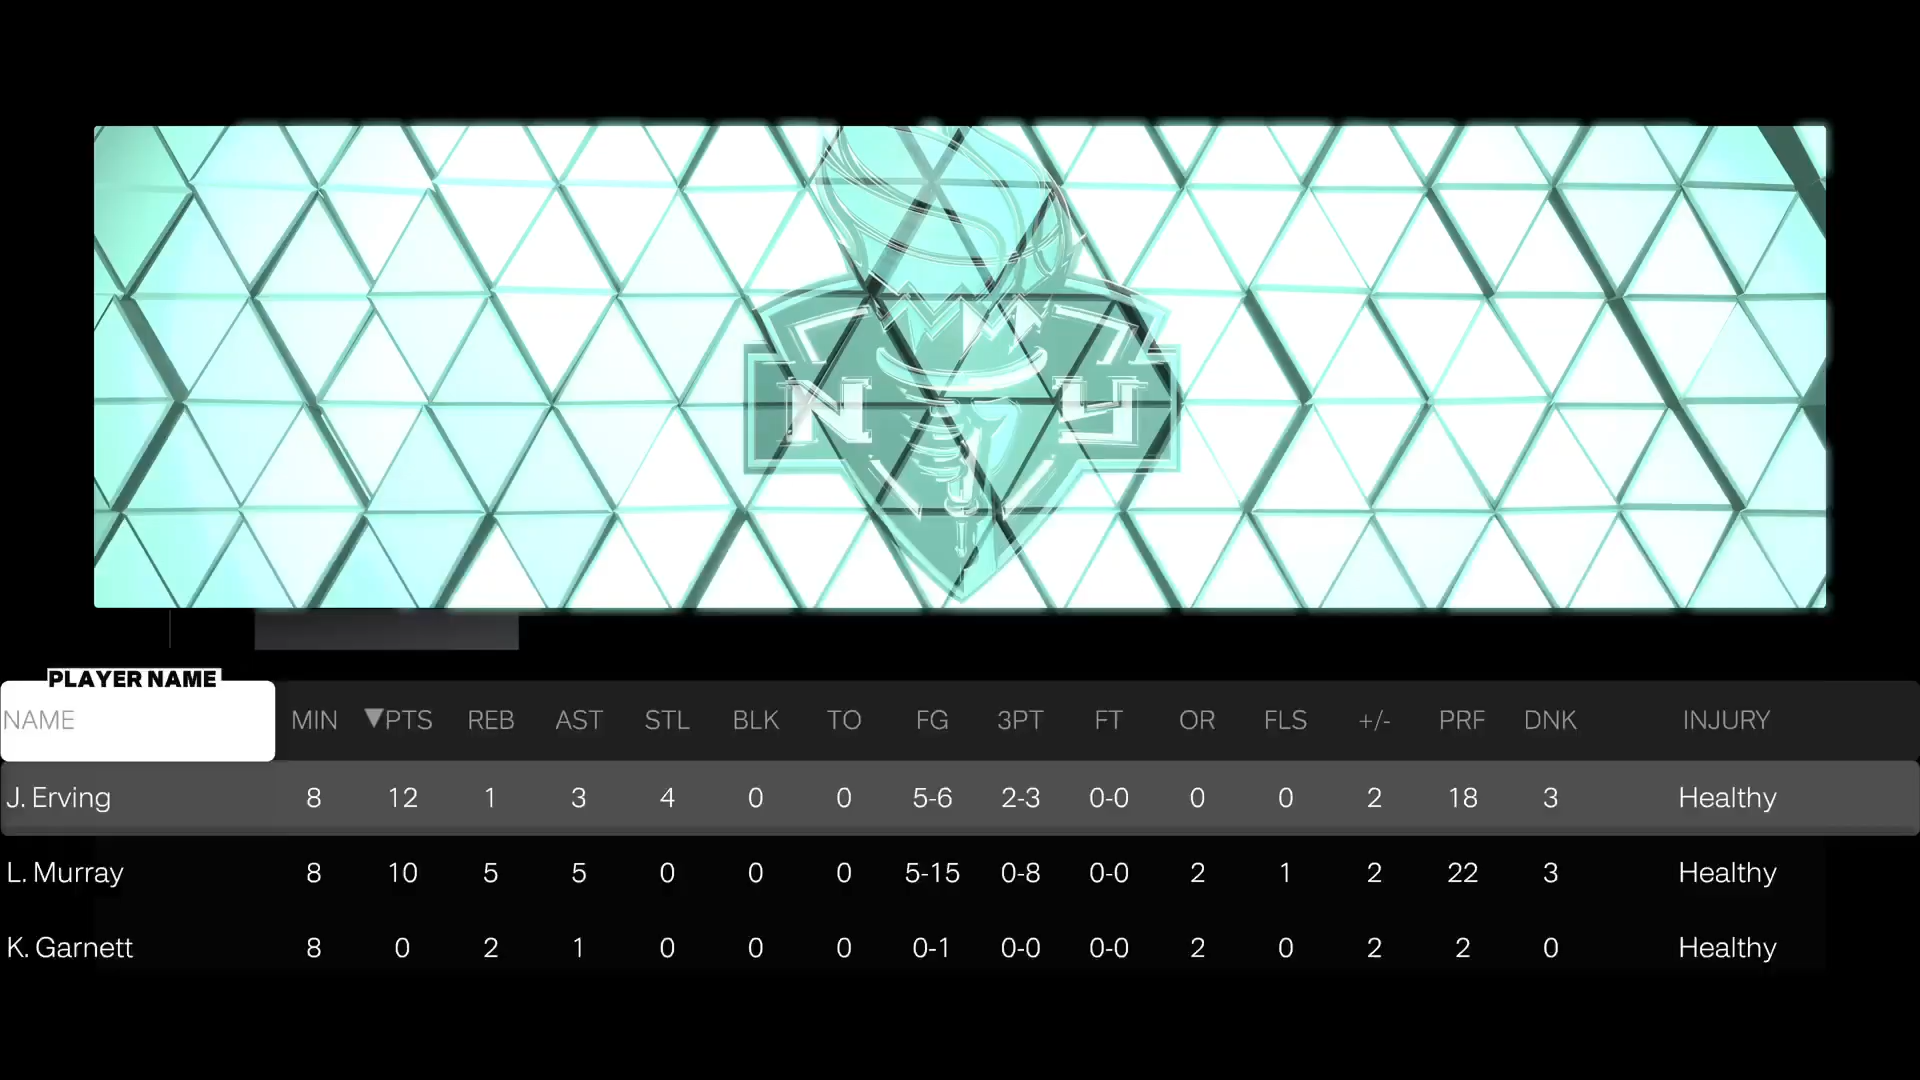 N Y
PLAYER NAME
NAME MIN ▼PTS REB AST STL BLK TO FG 3PT FT OR FLS +/- PRF DNK INJURY
J. Erving 8 12 1 3 4 0 0 5-6 2-3 0-0 0 0 2 18 3 Healthy
L. Murray 8 10 5 5 0 0 0 5-15 0-8 0-0 2 1 2 22 3 Healthy
K. Garnett 8 0 2 1 0 0 0 0-1 0-0 0-0 2 0 2 2 0 Healthy